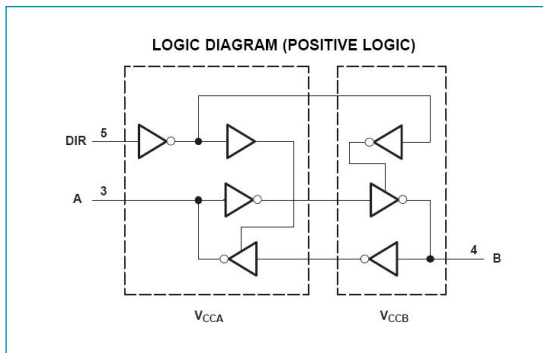 LOGIC DIAGRAM (POSITIVE LOGIC)
DIR 5
A 3
4 B
VCCA VCCB